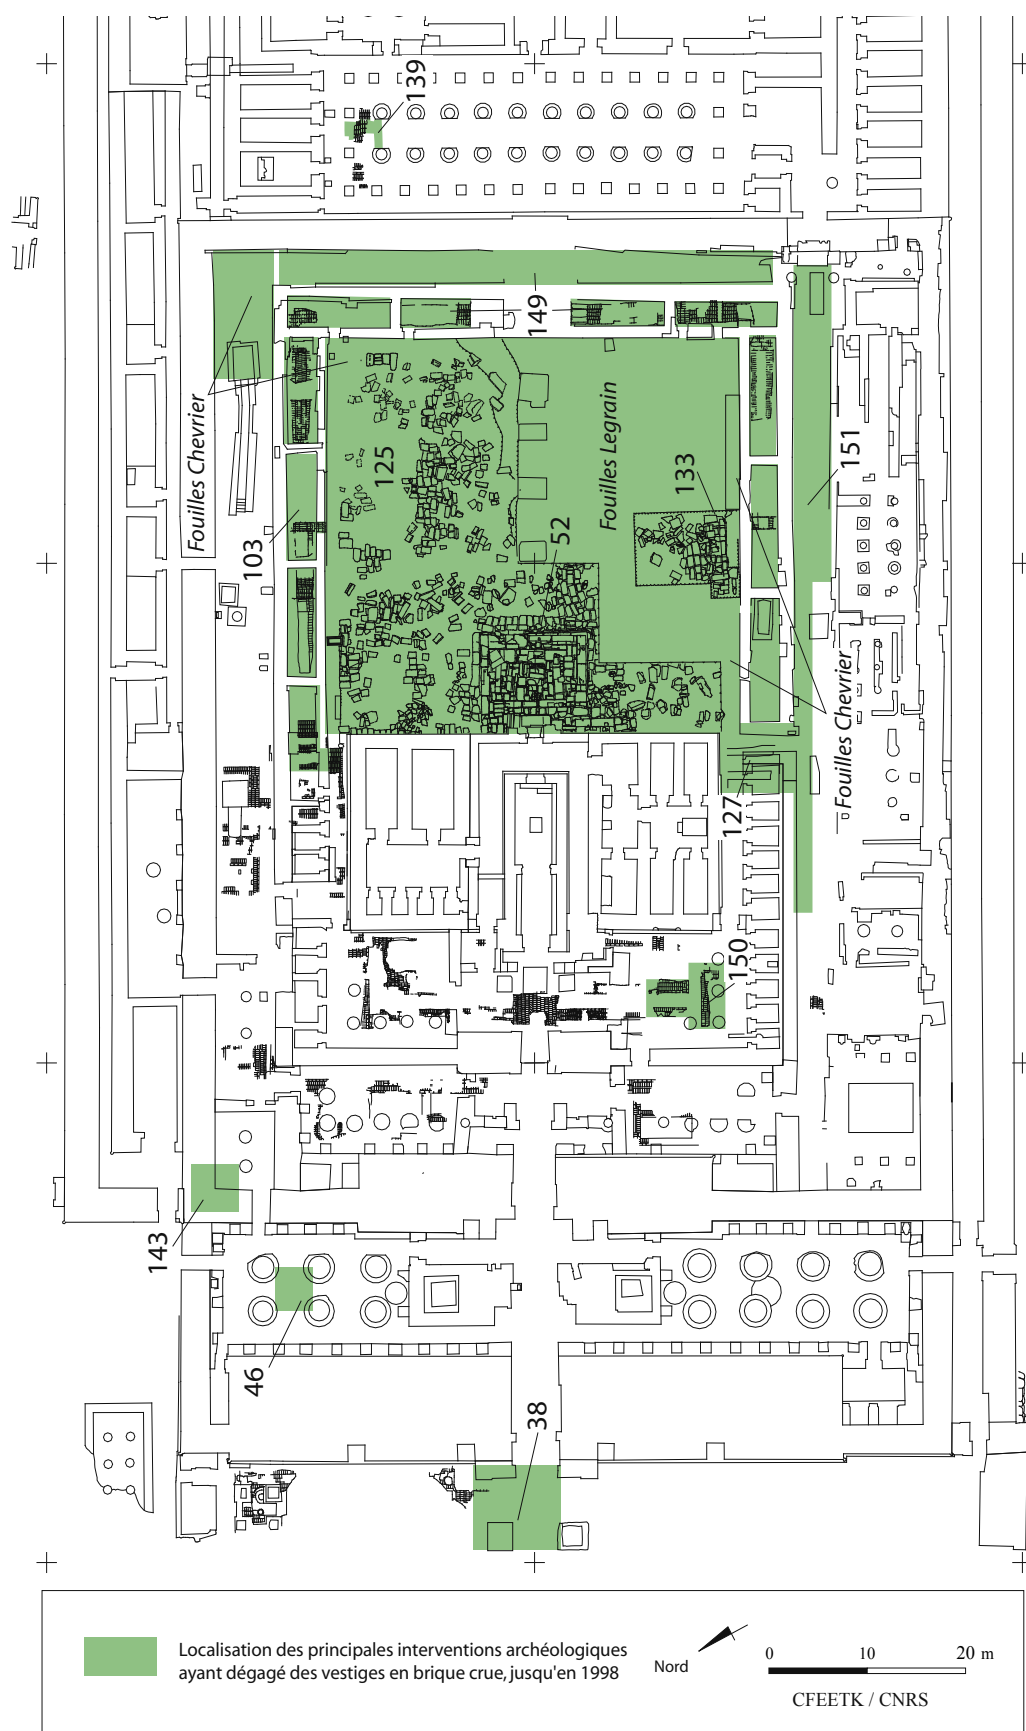 139
149
Fouilles Chevrier
125
Fouilles Legrain
133
151
103
52
Fouilles Chevrier
127
150
143
46
38
Localisation des principales interventions archéologiques
ayant dégagé des vestiges en brique crue, jusqu'en 1998
Nord
0 10 20 m
CFEETK / CNRS